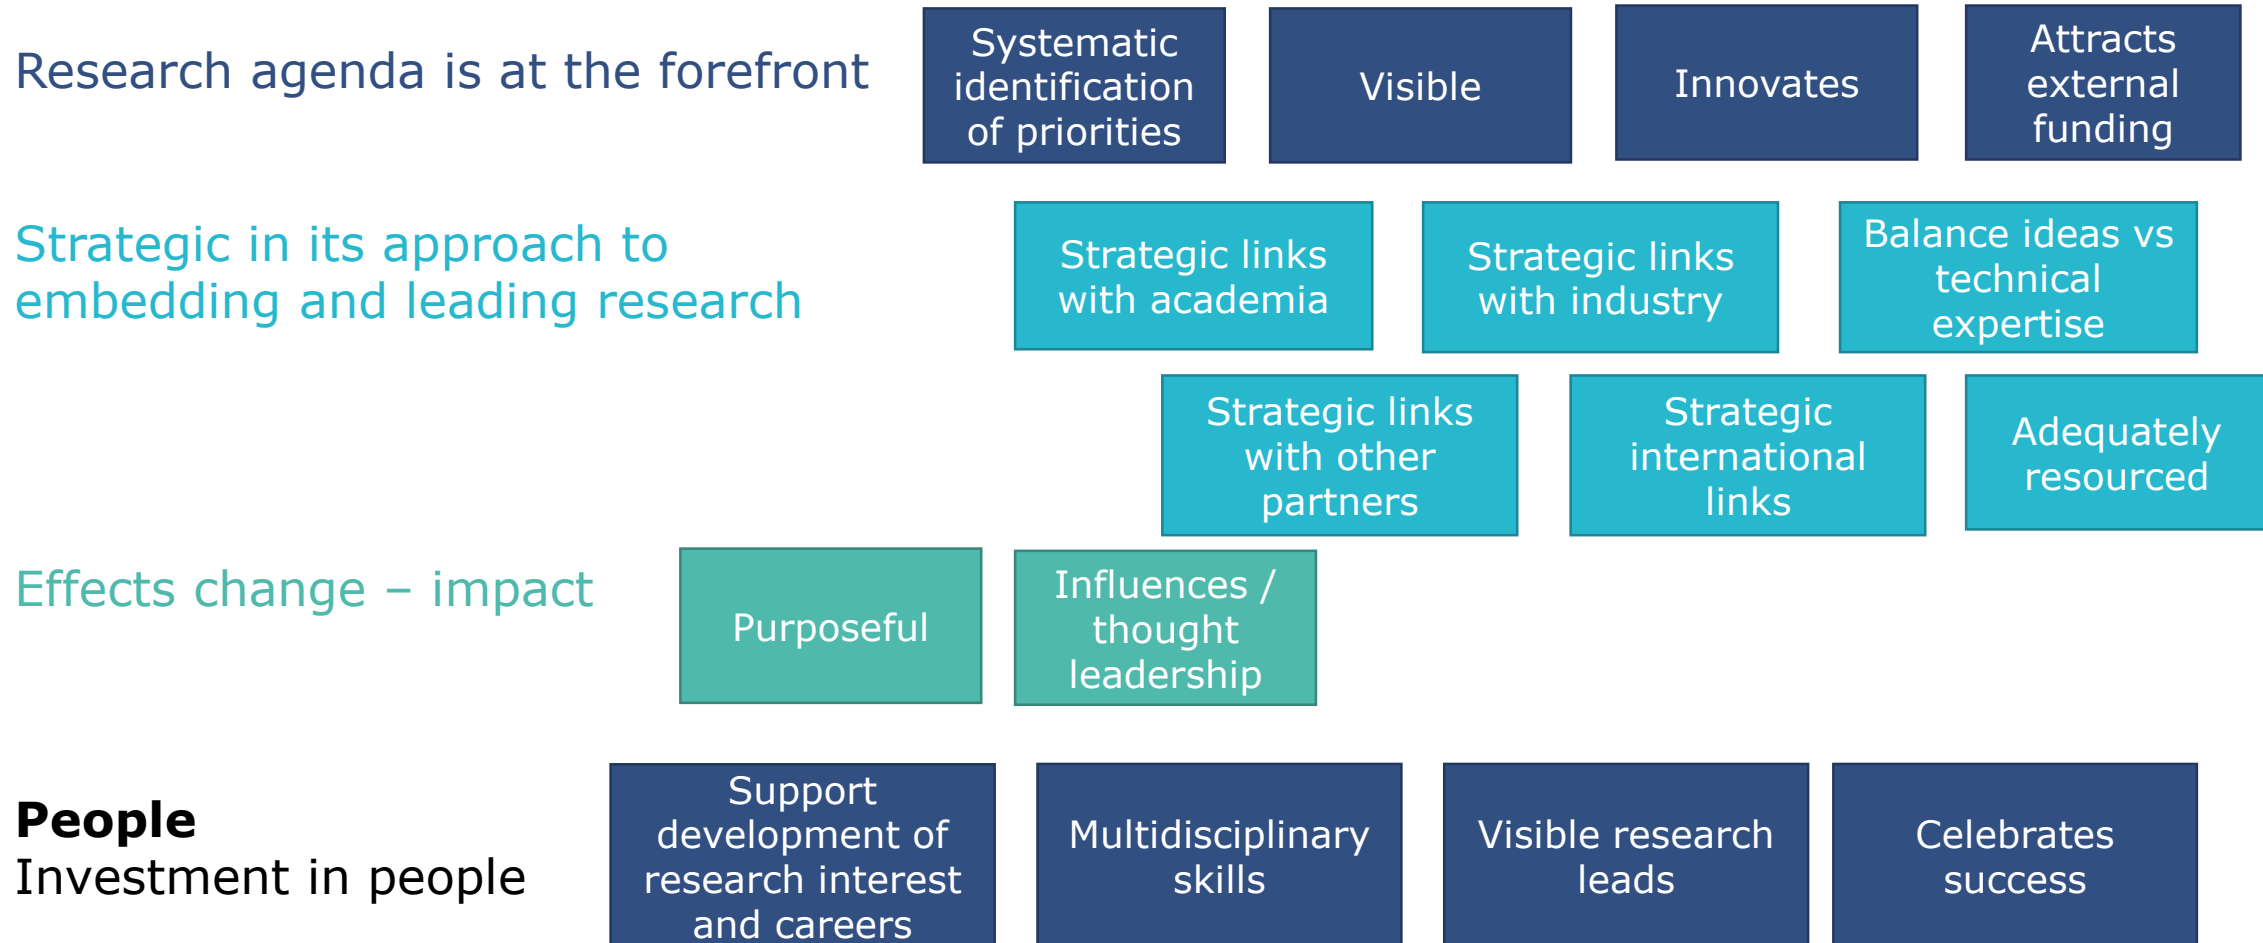 Research agenda is at the forefront
Systematic
identification
of priorities
Visible
Innovates
Attracts
external
funding
Strategic in its approach to
embedding and leading research
Strategic links
with academia
Strategic links
with industry
Balance ideas vs
technical
expertise
Strategic links
with other
partners
Strategic
international
links
Adequately
resourced
Effects change – impact
Purposeful
Influences /
thought
leadership
People
Investment in people
Support
development of
research interest
and careers
Multidisciplinary
skills
Visible research
leads
Celebrates
success